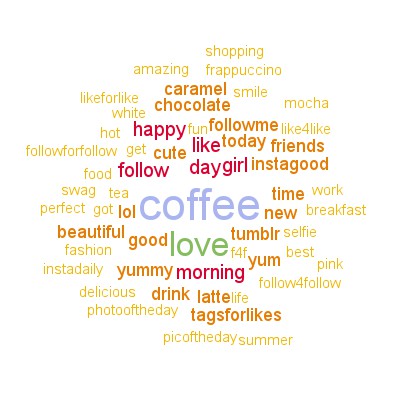 shopping
amazing frappuccino
caramel smile
likeforlike chocolate mocha
white
hot happy fun followme like4like
followforfollow get cute like today friends
food follow day girl instagood
swag tea time work
perfect got lol coffee new breakfast
beautiful good love tumblr selfie
fashion f4f best
instadaily yummy morning yum pink
delicious drink latte life follow4follow
photooftheday tagsforlikes
picoftheday summer